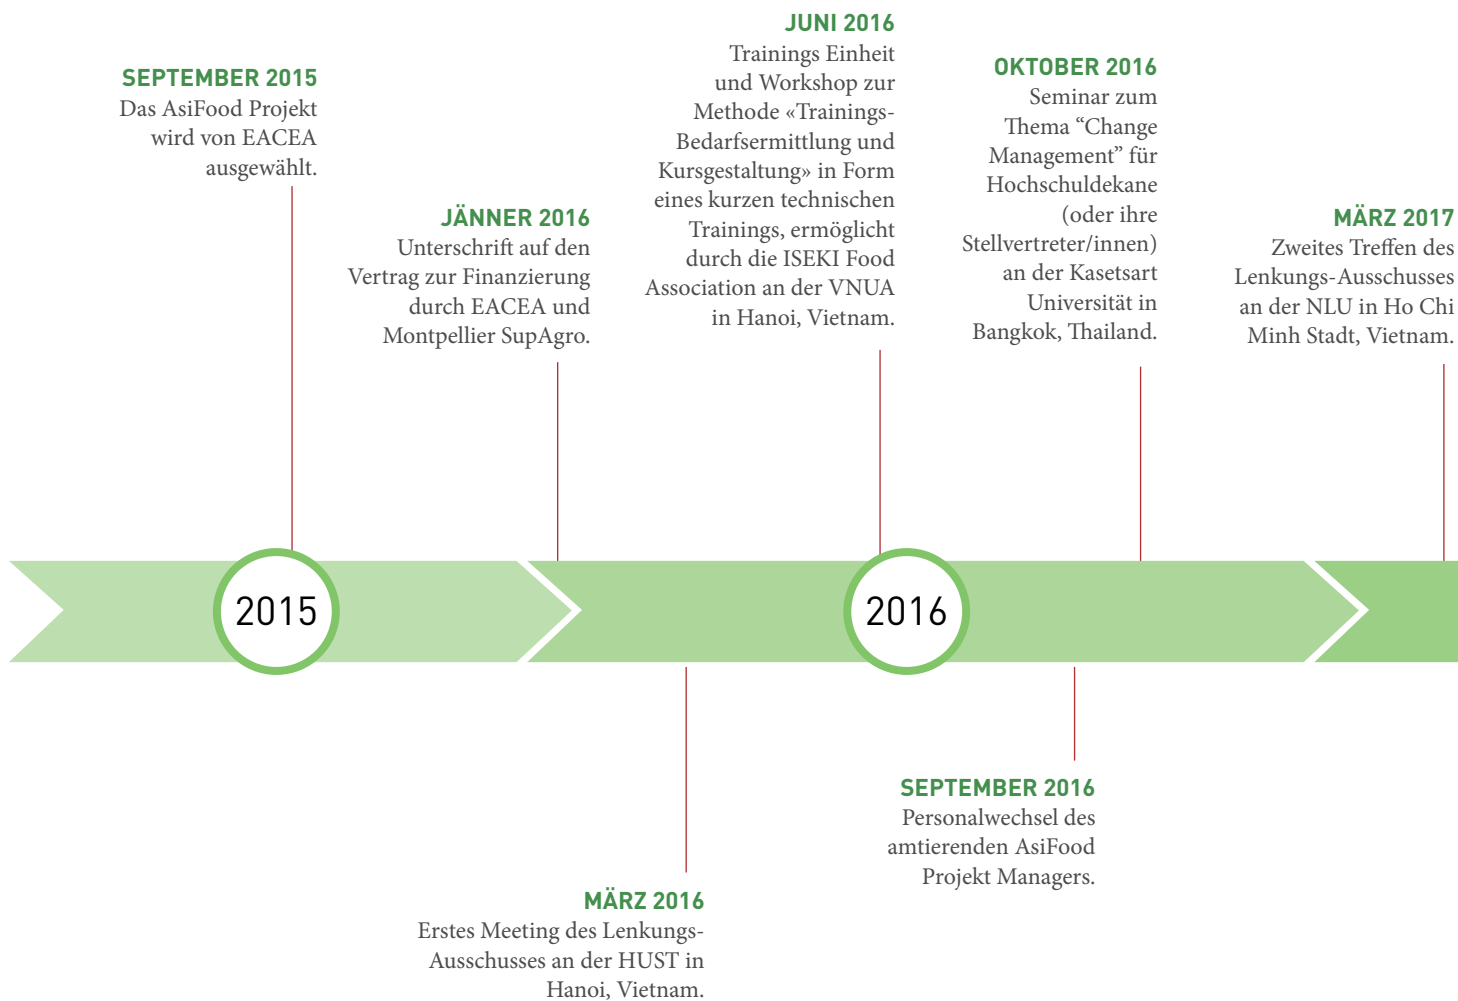 SEPTEMBER 2015
Das AsiFood Projekt
wird von EACEA
ausgewählt.
JÄNNER 2016
Unterschrift auf den
Vertrag zur Finanzierung
durch EACEA und
Montpellier SupAgro.
JUNI 2016
Trainings Einheit
und Workshop zur
Methode «Trainings-
Bedarfsermittlung und
Kursgestaltung» in Form
eines kurzen technischen
Trainings, ermöglicht
durch die ISEKI Food
Association an der VNUA
in Hanoi, Vietnam.
OKTOBER 2016
Seminar zum
Thema “Change
Management” für
Hochschuldekane
(oder ihre
Stellvertreter/innen)
an der Kasetsart
Universität in
Bangkok, Thailand.
MÄRZ 2017
Zweites Treffen des
Lenkungs-Ausschusses
an der NLU in Ho Chi
Minh Stadt, Vietnam.
2015
2016
MÄRZ 2016
Erstes Meeting des Lenkungs-
Ausschusses an der HUST in
Hanoi, Vietnam.
SEPTEMBER 2016
Personalwechsel des
amtierenden AsiFood
Projekt Managers.